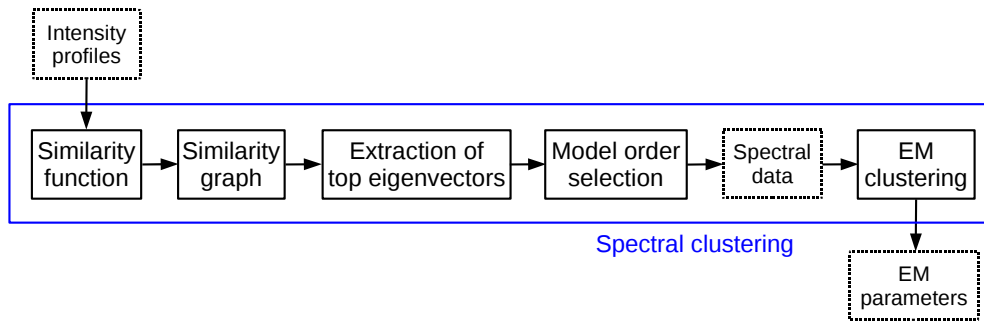 Intensity
profiles
Similarity
function
Similarity
graph
Extraction of
top eigenvectors
Model order
selection
Spectral
data
EM
clustering
Spectral clustering
EM
parameters